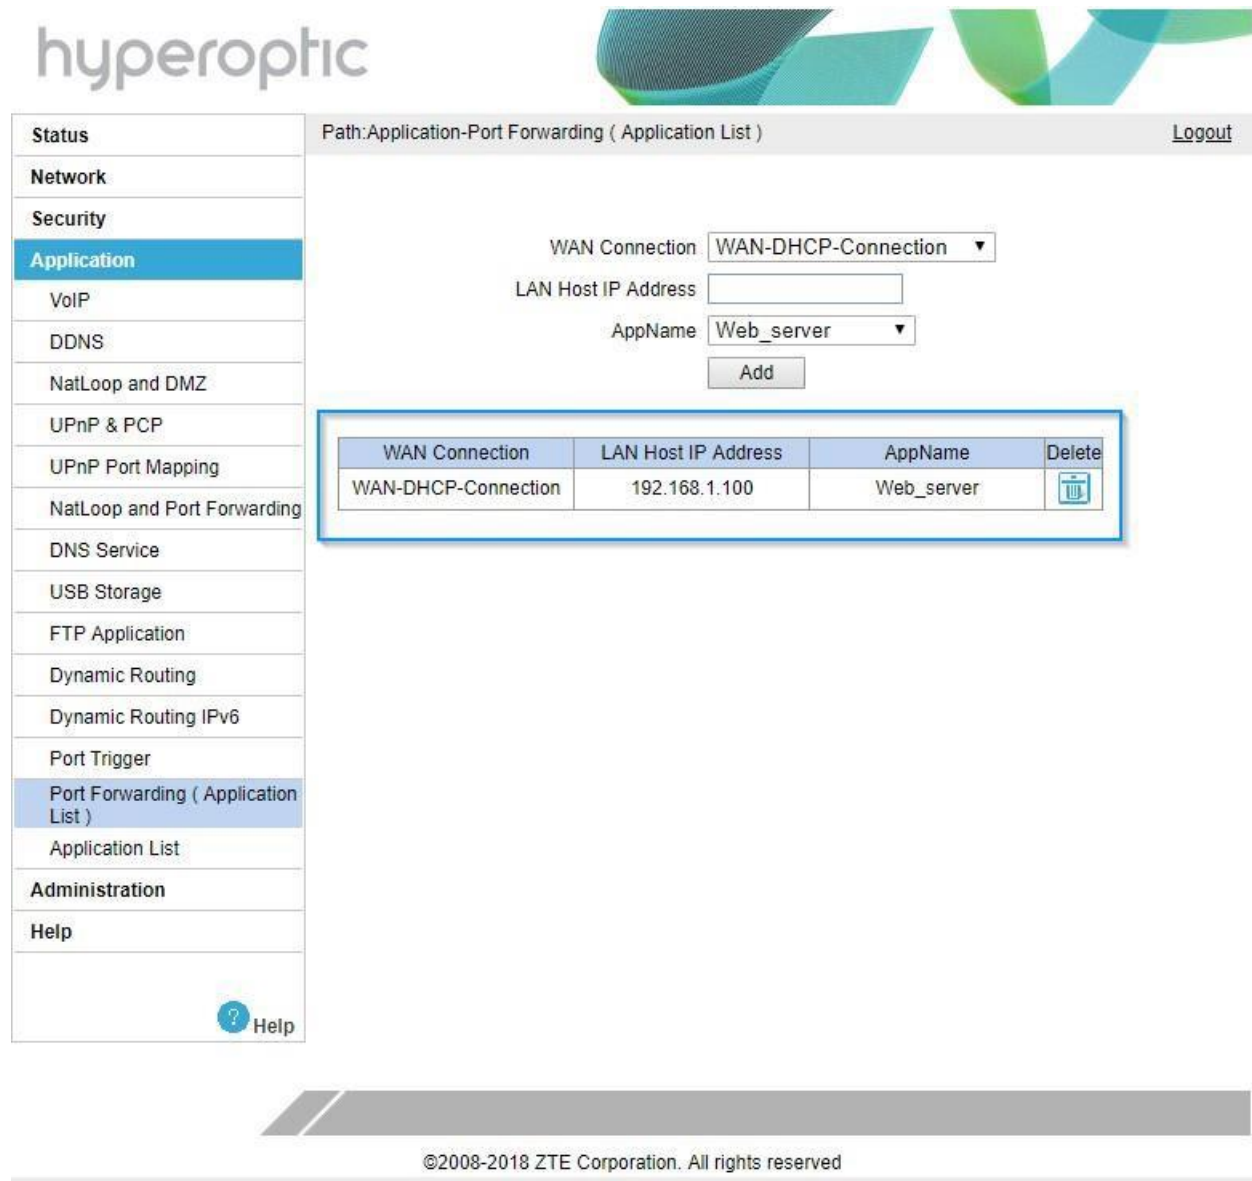 hyperoptic
Path:Application-Port Forwarding ( Application List )
Logout
Status
Network
Security
Application
VoIP
DDNS
NatLoop and DMZ
UPnP & PCP
UPnP Port Mapping
NatLoop and Port Forwarding
DNS Service
USB Storage
FTP Application
Dynamic Routing
Dynamic Routing IPv6
Port Trigger
Port Forwarding ( Application
List )
Application List
Administration
Help
? Help
WAN Connection WAN-DHCP-Connection
LAN Host IP Address
AppName Web_server
Add
WAN Connection LAN Host IP Address AppName Delete
WAN-DHCP-Connection 192.168.1.100 Web_server
©2008-2018 ZTE Corporation. All rights reserved